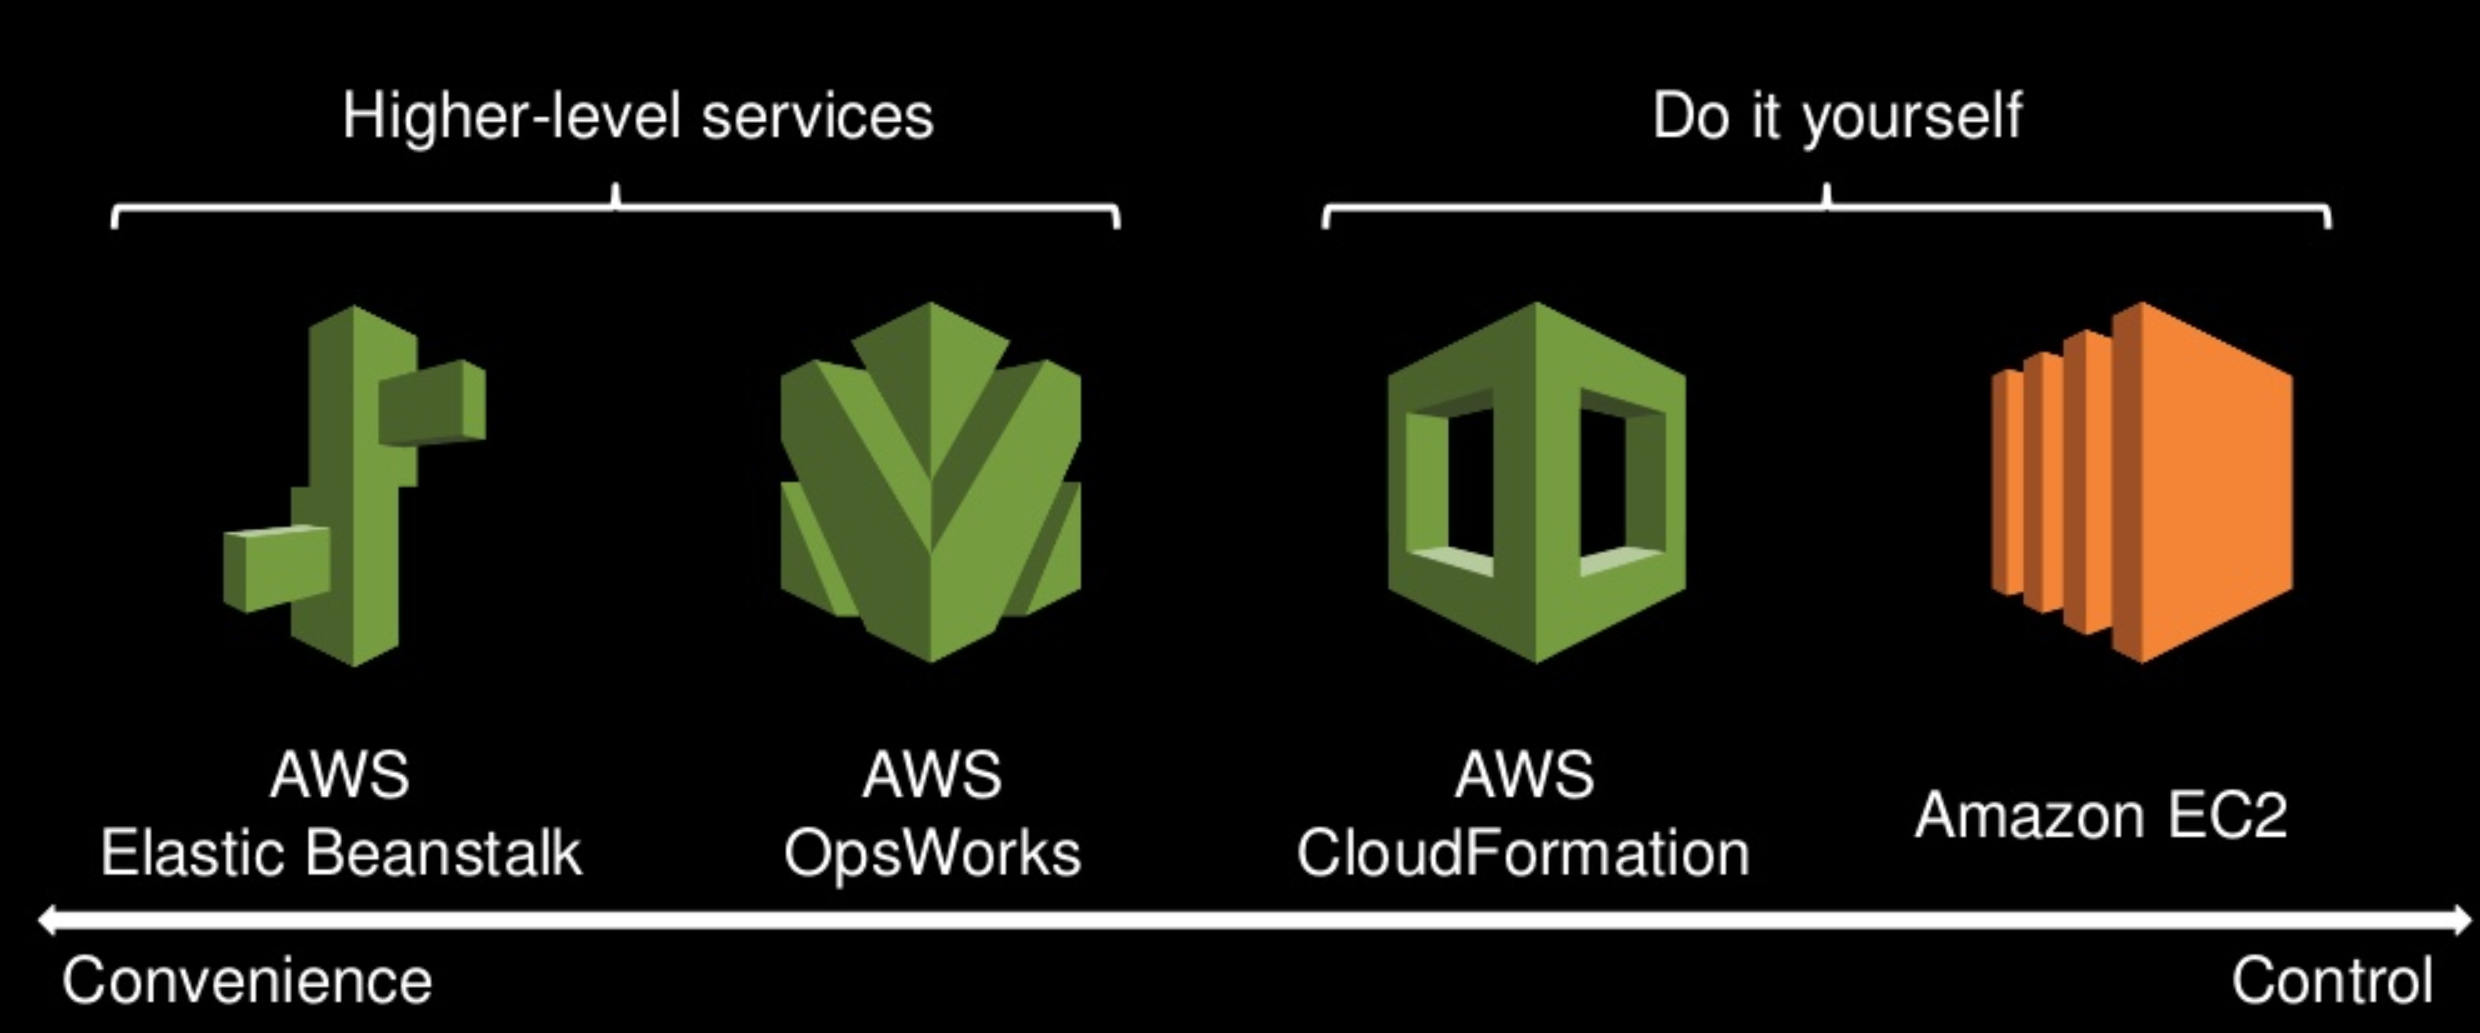 Higher-level services
Do it yourself
AWS
Elastic Beanstalk
AWS
OpsWorks
AWS
CloudFormation
Amazon EC2
Convenience
Control